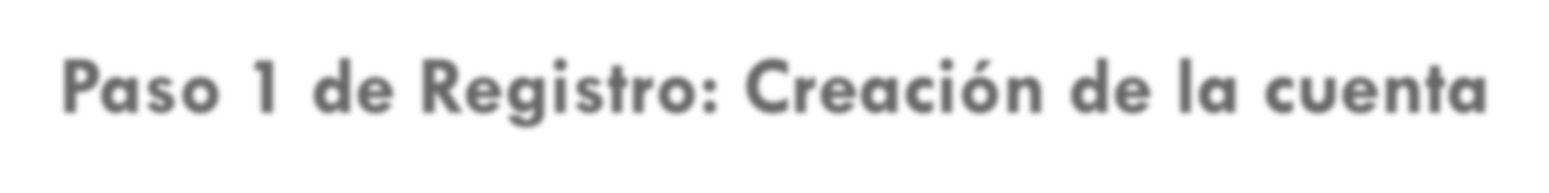 Paso 1 de Registro: Creación de la cuenta